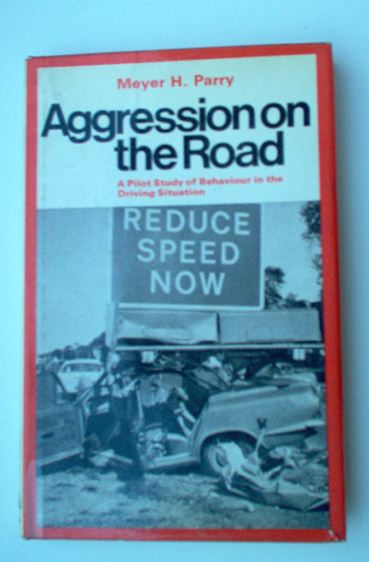 Meyer H. Parry
Aggression on
the Road
A Pilot Study of Behaviour in the
Driving Situation
REDUCE
SPEED
NOW